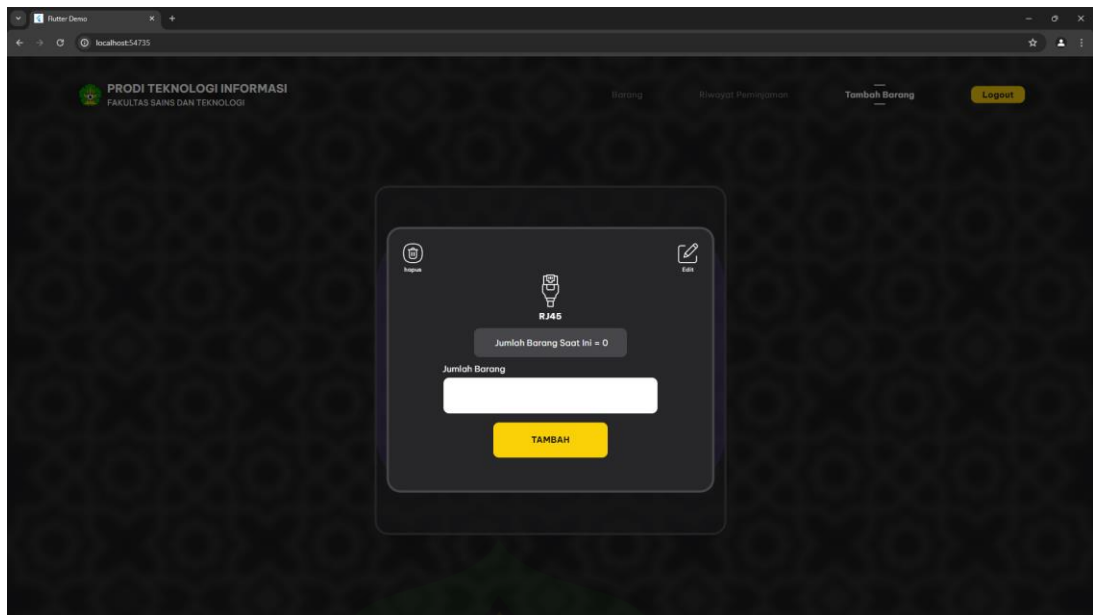 Flutter Demo
localhost:54735
PRODI TEKNOLOGI INFORMASI
FAKULTAS SAINS DAN TEKNOLOGI
Barang
Riwayat Peminjaman
Tambah Barang
Logout
hapus
Edit
RJ45
Jumlah Barang Saat Ini = 0
Jumlah Barang
TAMBAH